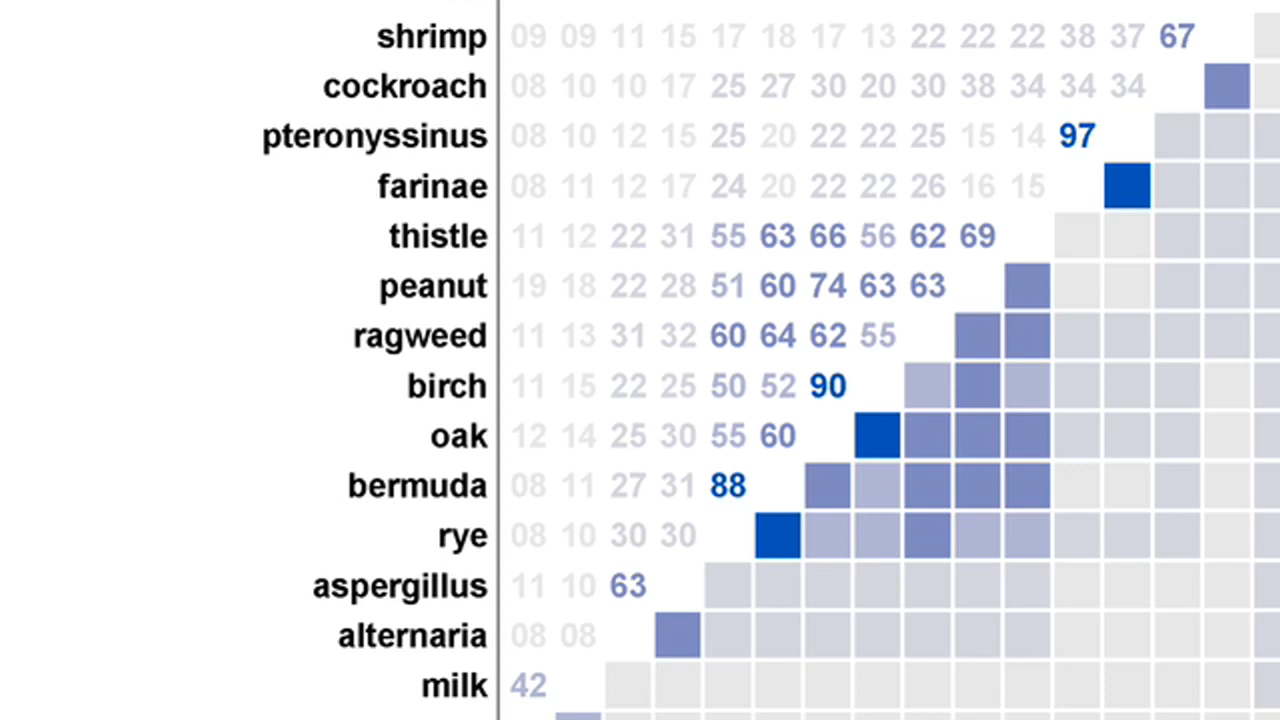 shrimp 09 09 11 15 17 18 17 13 22 22 22 38 37 67
cockroach 08 10 10 17 25 27 30 20 30 38 34 34 34
pteronyssinus 08 10 12 15 25 20 22 22 25 15 14 97
farinae 08 11 12 17 24 20 22 22 26 16 15
thistle 11 12 22 31 55 63 66 56 62 69
peanut 19 18 22 28 51 60 74 63 63
ragweed 11 13 31 32 60 64 62 55
birch 11 15 22 25 50 52 90
oak 12 14 25 30 55 60
bermuda 08 11 27 31 88
rye 08 10 30 30
aspergillus 11 10 63
alternaria 08 08
milk 42